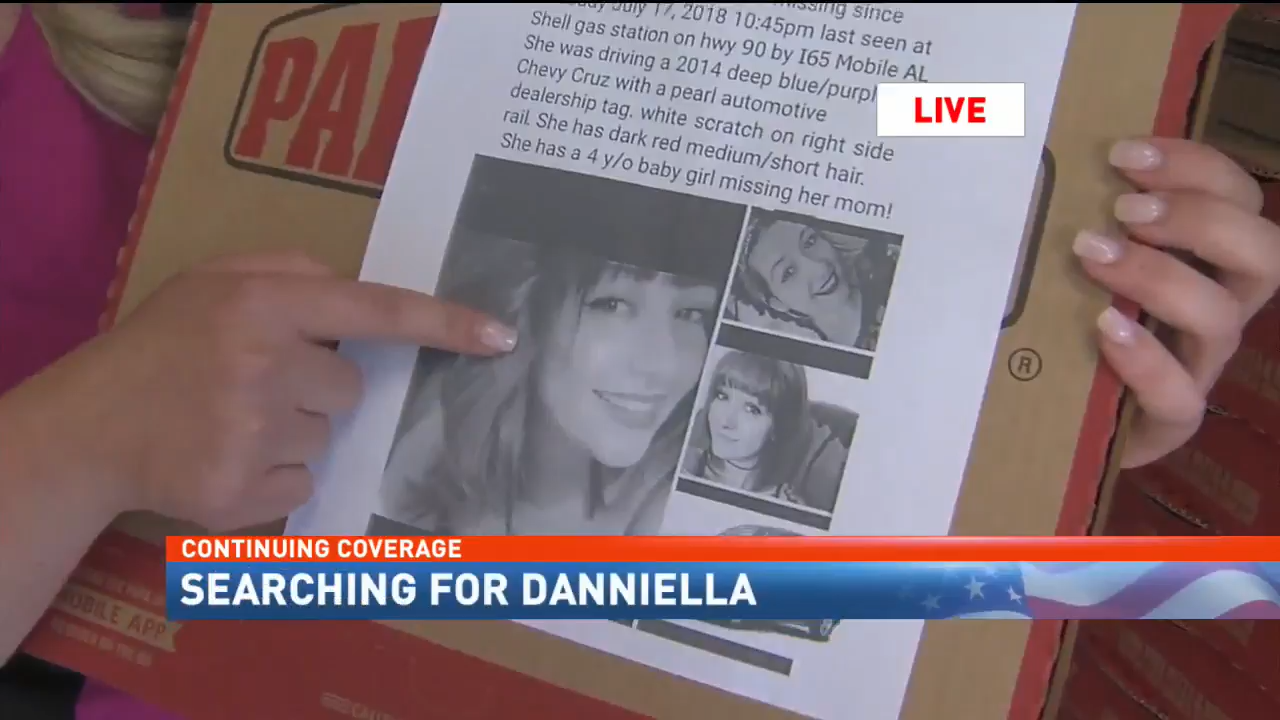 missing since
July 17, 2018 10:45pm last seen at
Shell gas station on hwy 90 by I65 Mobile AL
She was driving a 2014 deep blue/purpl
Chevy Cruz with a pearl automotive
dealership tag. white scratch on right side
rail. She has dark red medium/short hair.
She has a 4 y/o baby girl missing her mom!
LIVE
PA
®
CONTINUING COVERAGE
SEARCHING FOR DANNIELLA
MOBILE APP